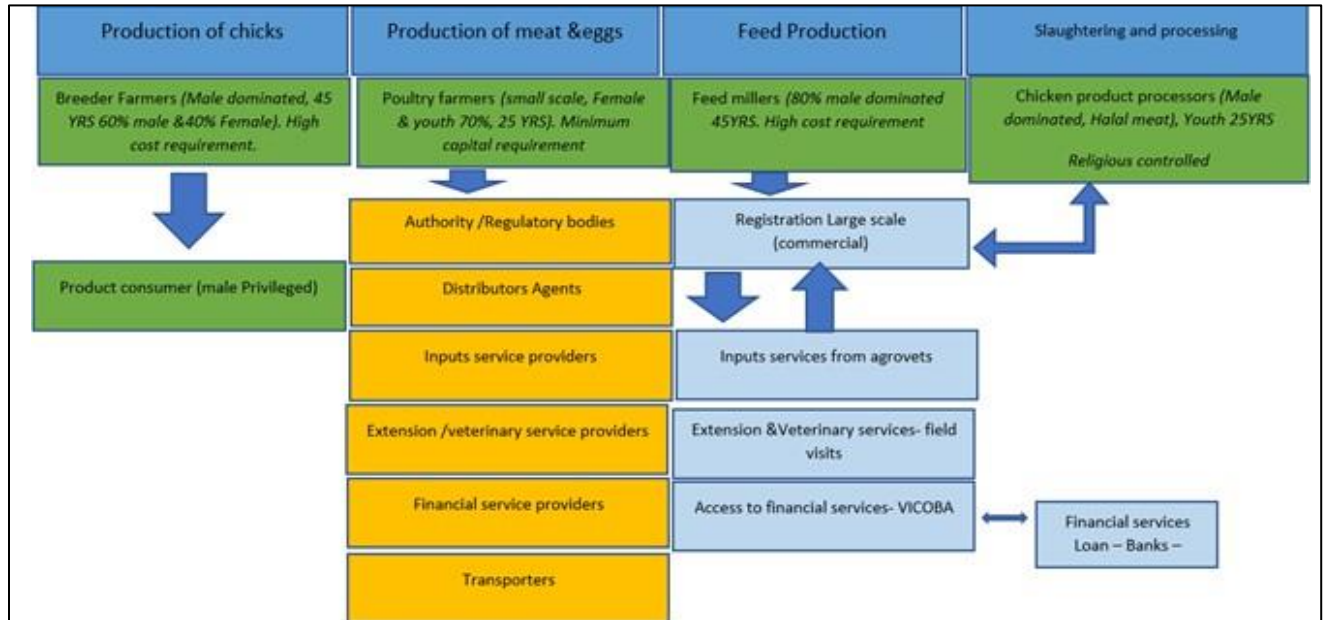 Production of chicks
Production of meat &eggs
Feed Production
Slaughtering and processing
Breeder Farmers (Male dominated, 45
YRS 60% male &40% Female). High
cost requirement.
Poultry farmers (small scale, Female
& youth 70%, 25 YRS). Minimum
capital requirement
Feed millers (80% male dominated
45YRS. High cost requirement
Chicken product processors (Male
dominated, Halal meat), Youth 25YRS
Religious controlled
Product consumer (male Privileged)
Authority /Regulatory bodies
Distributors Agents
Inputs service providers
Extension /veterinary service providers
Financial service providers
Transporters
Registration Large scale
(commercial)
Inputs services from agrovets
Extension &Veterinary services- field
visits
Access to financial services- VICOBA
Financial services
Loan – Banks –